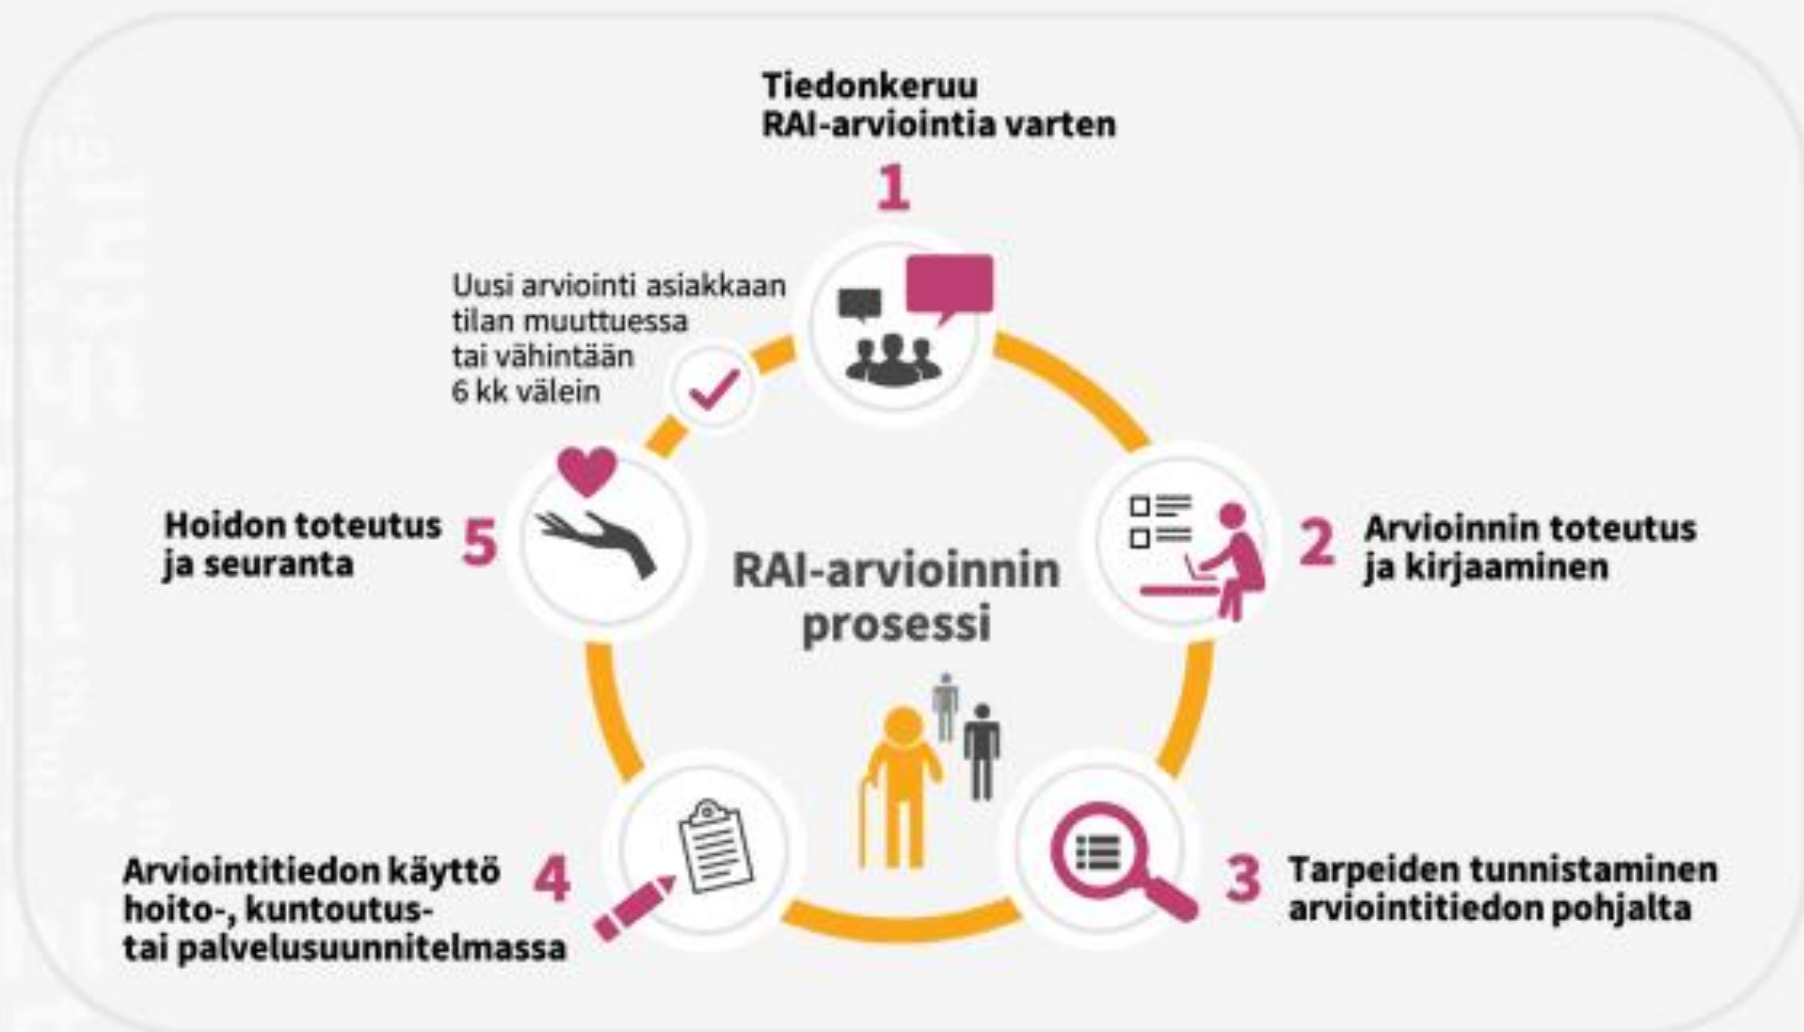 Tiedonkeruu
RAI-arviointia varten
1
Uusi arviointi asiakkaan
tilan muuttuessa
tai vähintään
6 kk välein
RAI-arvioinnin
prosessi
2
Arvioinnin toteutus
ja kirjaaminen
3
Tarpeiden tunnistaminen
arviointitiedon pohjalta
4
Arviointitiedon käyttö
hoito-, kuntoutus-
tai palvelusuunnitelmassa
5
Hoidon toteutus
ja seuranta